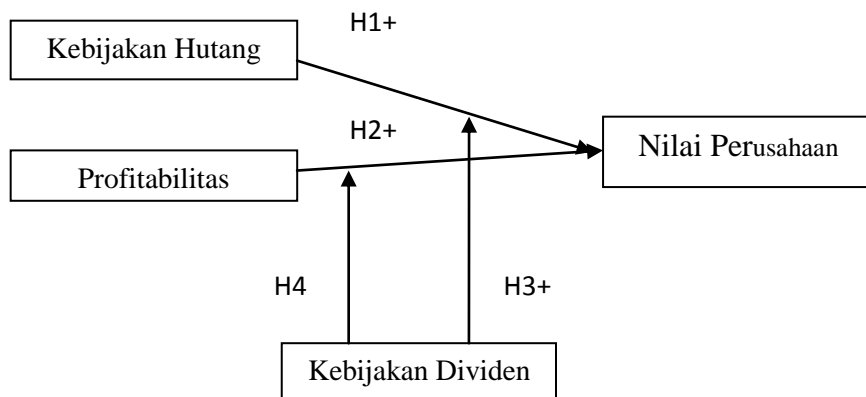 H1+
Kebijakan Hutang
H2+
Nilai Perusahaan
Profitabilitas
H4
H3+
Kebijakan Dividen